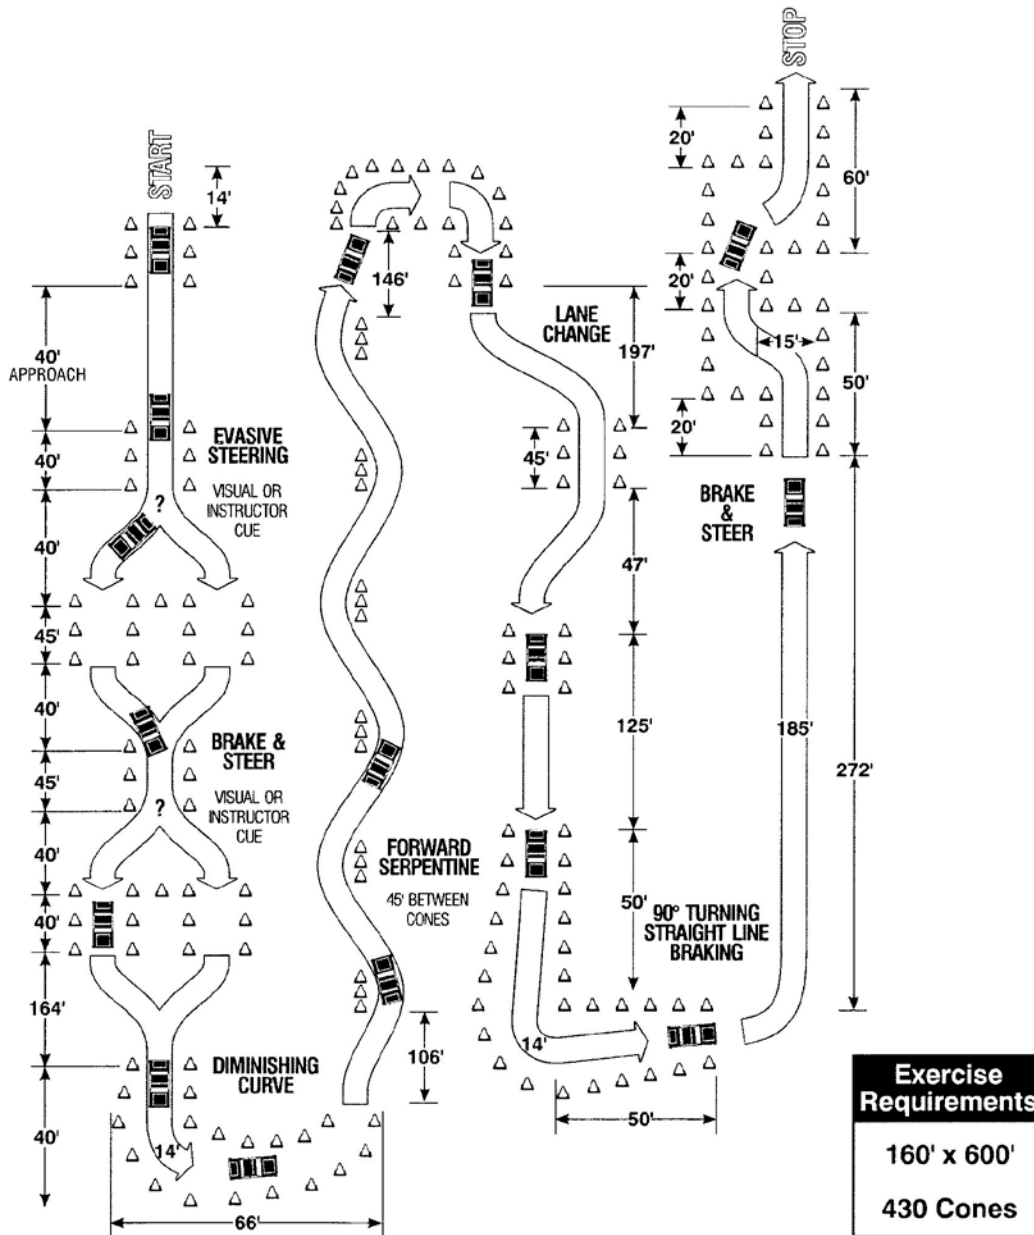 START
14'
40'
APPROACH
40'
EVASIVE
STEERING
VISUAL OR
INSTRUCTOR
CUE
?
40'
45'
40'
BRAKE &
STEER
45'
VISUAL OR
INSTRUCTOR
CUE
?
40'
40'
164'
DIMINISHING
CURVE
40'
14'
66'
146'
FORWARD
SERPENTINE
45' BETWEEN
CONES
106'
LANE
CHANGE
197'
45'
47'
125'
50'
90° TURNING
STRAIGHT LINE
BRAKING
14'
50'
STOP
20'
60'
20'
15'
50'
20'
BRAKE
&
STEER
185'
272'
Exercise
Requirements
160' x 600'
430 Cones